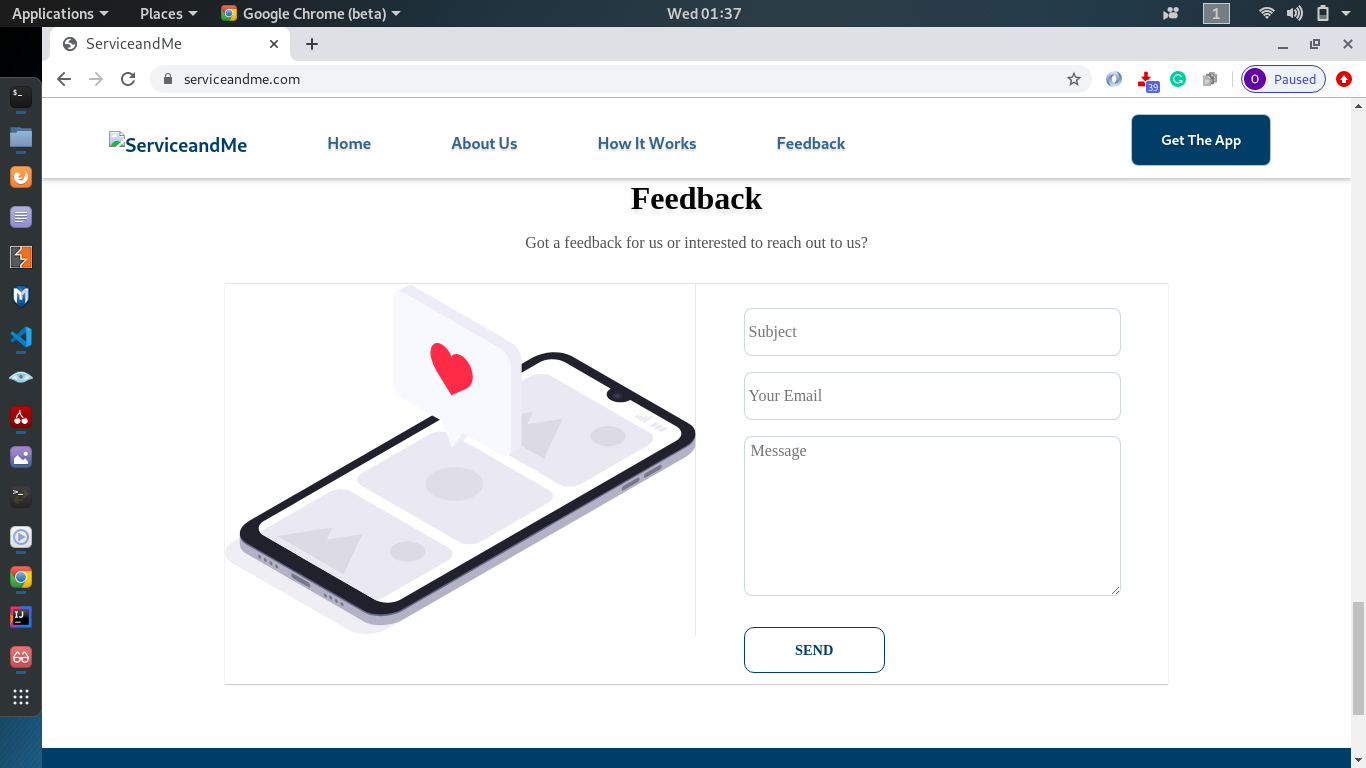 Applications Places Google Chrome (beta) Wed 01:37 1
ServiceandMe
serviceandme.com 39 O Paused
ServiceandMe Home About Us How It Works Feedback Get The App
Feedback
Got a feedback for us or interested to reach out to us?
Subject
Your Email
Message
SEND